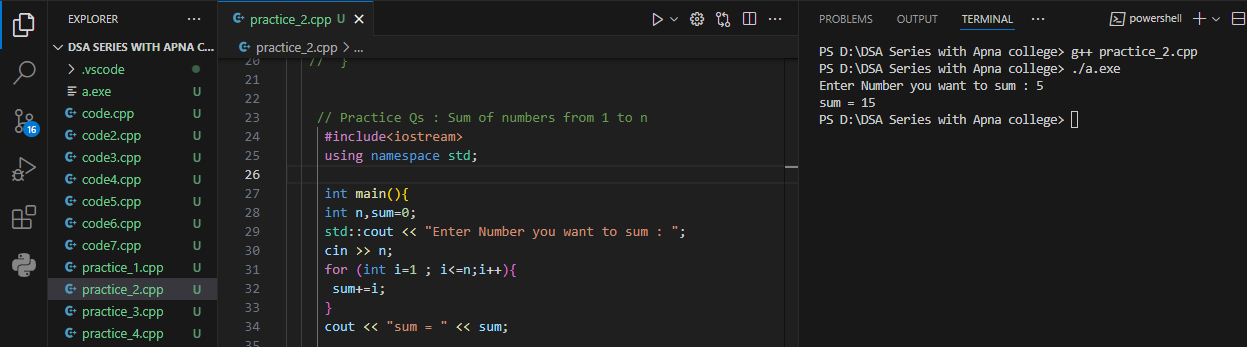 EXPLORER ...
DSA SERIES WITH APNA C...
.vscode
a.exe U
code.cpp U
code2.cpp U
code3.cpp U
code4.cpp U
code5.cpp U
code6.cpp U
code7.cpp U
practice_1.cpp U
practice_2.cpp U
practice_3.cpp U
practice_4.cpp U
16
practice_2.cpp U
practice_2.cpp > ...
20 // }
21
22
23 // Practice Qs : Sum of numbers from 1 to n
24 #include<iostream>
25 using namespace std;
26
27 int main(){
28 int n,sum=0;
29 std::cout << "Enter Number you want to sum : ";
30 cin >> n;
31 for (int i=1 ; i<=n;i++){
32 sum+=i;
33 }
34 cout << "sum = " << sum;
35
PROBLEMS OUTPUT TERMINAL ... powershell
PS D:\DSA Series with Apna college> g++ practice_2.cpp
PS D:\DSA Series with Apna college> ./a.exe
Enter Number you want to sum : 5
sum = 15
PS D:\DSA Series with Apna college>